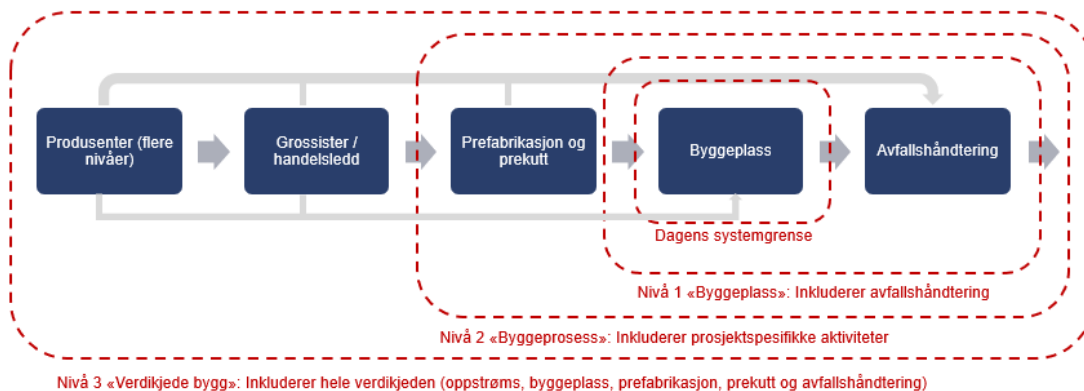 Produsenter (flere
nivåer)
Grossister /
handelsledd
Prefabrikasjon og
prekutt
Byggeplass
Avfallshåndtering
Dagens systemgrense
Nivå 1 «Byggeplass»: Inkluderer avfallshåndtering
Nivå 2 «Byggeprosess»: Inkluderer prosjektspesifikke aktiviteter
Nivå 3 «Verdikjede bygg»: Inkluderer hele verdikjeden (oppstrøms, byggeplass, prefabrikasjon, prekutt og avfallshåndtering)